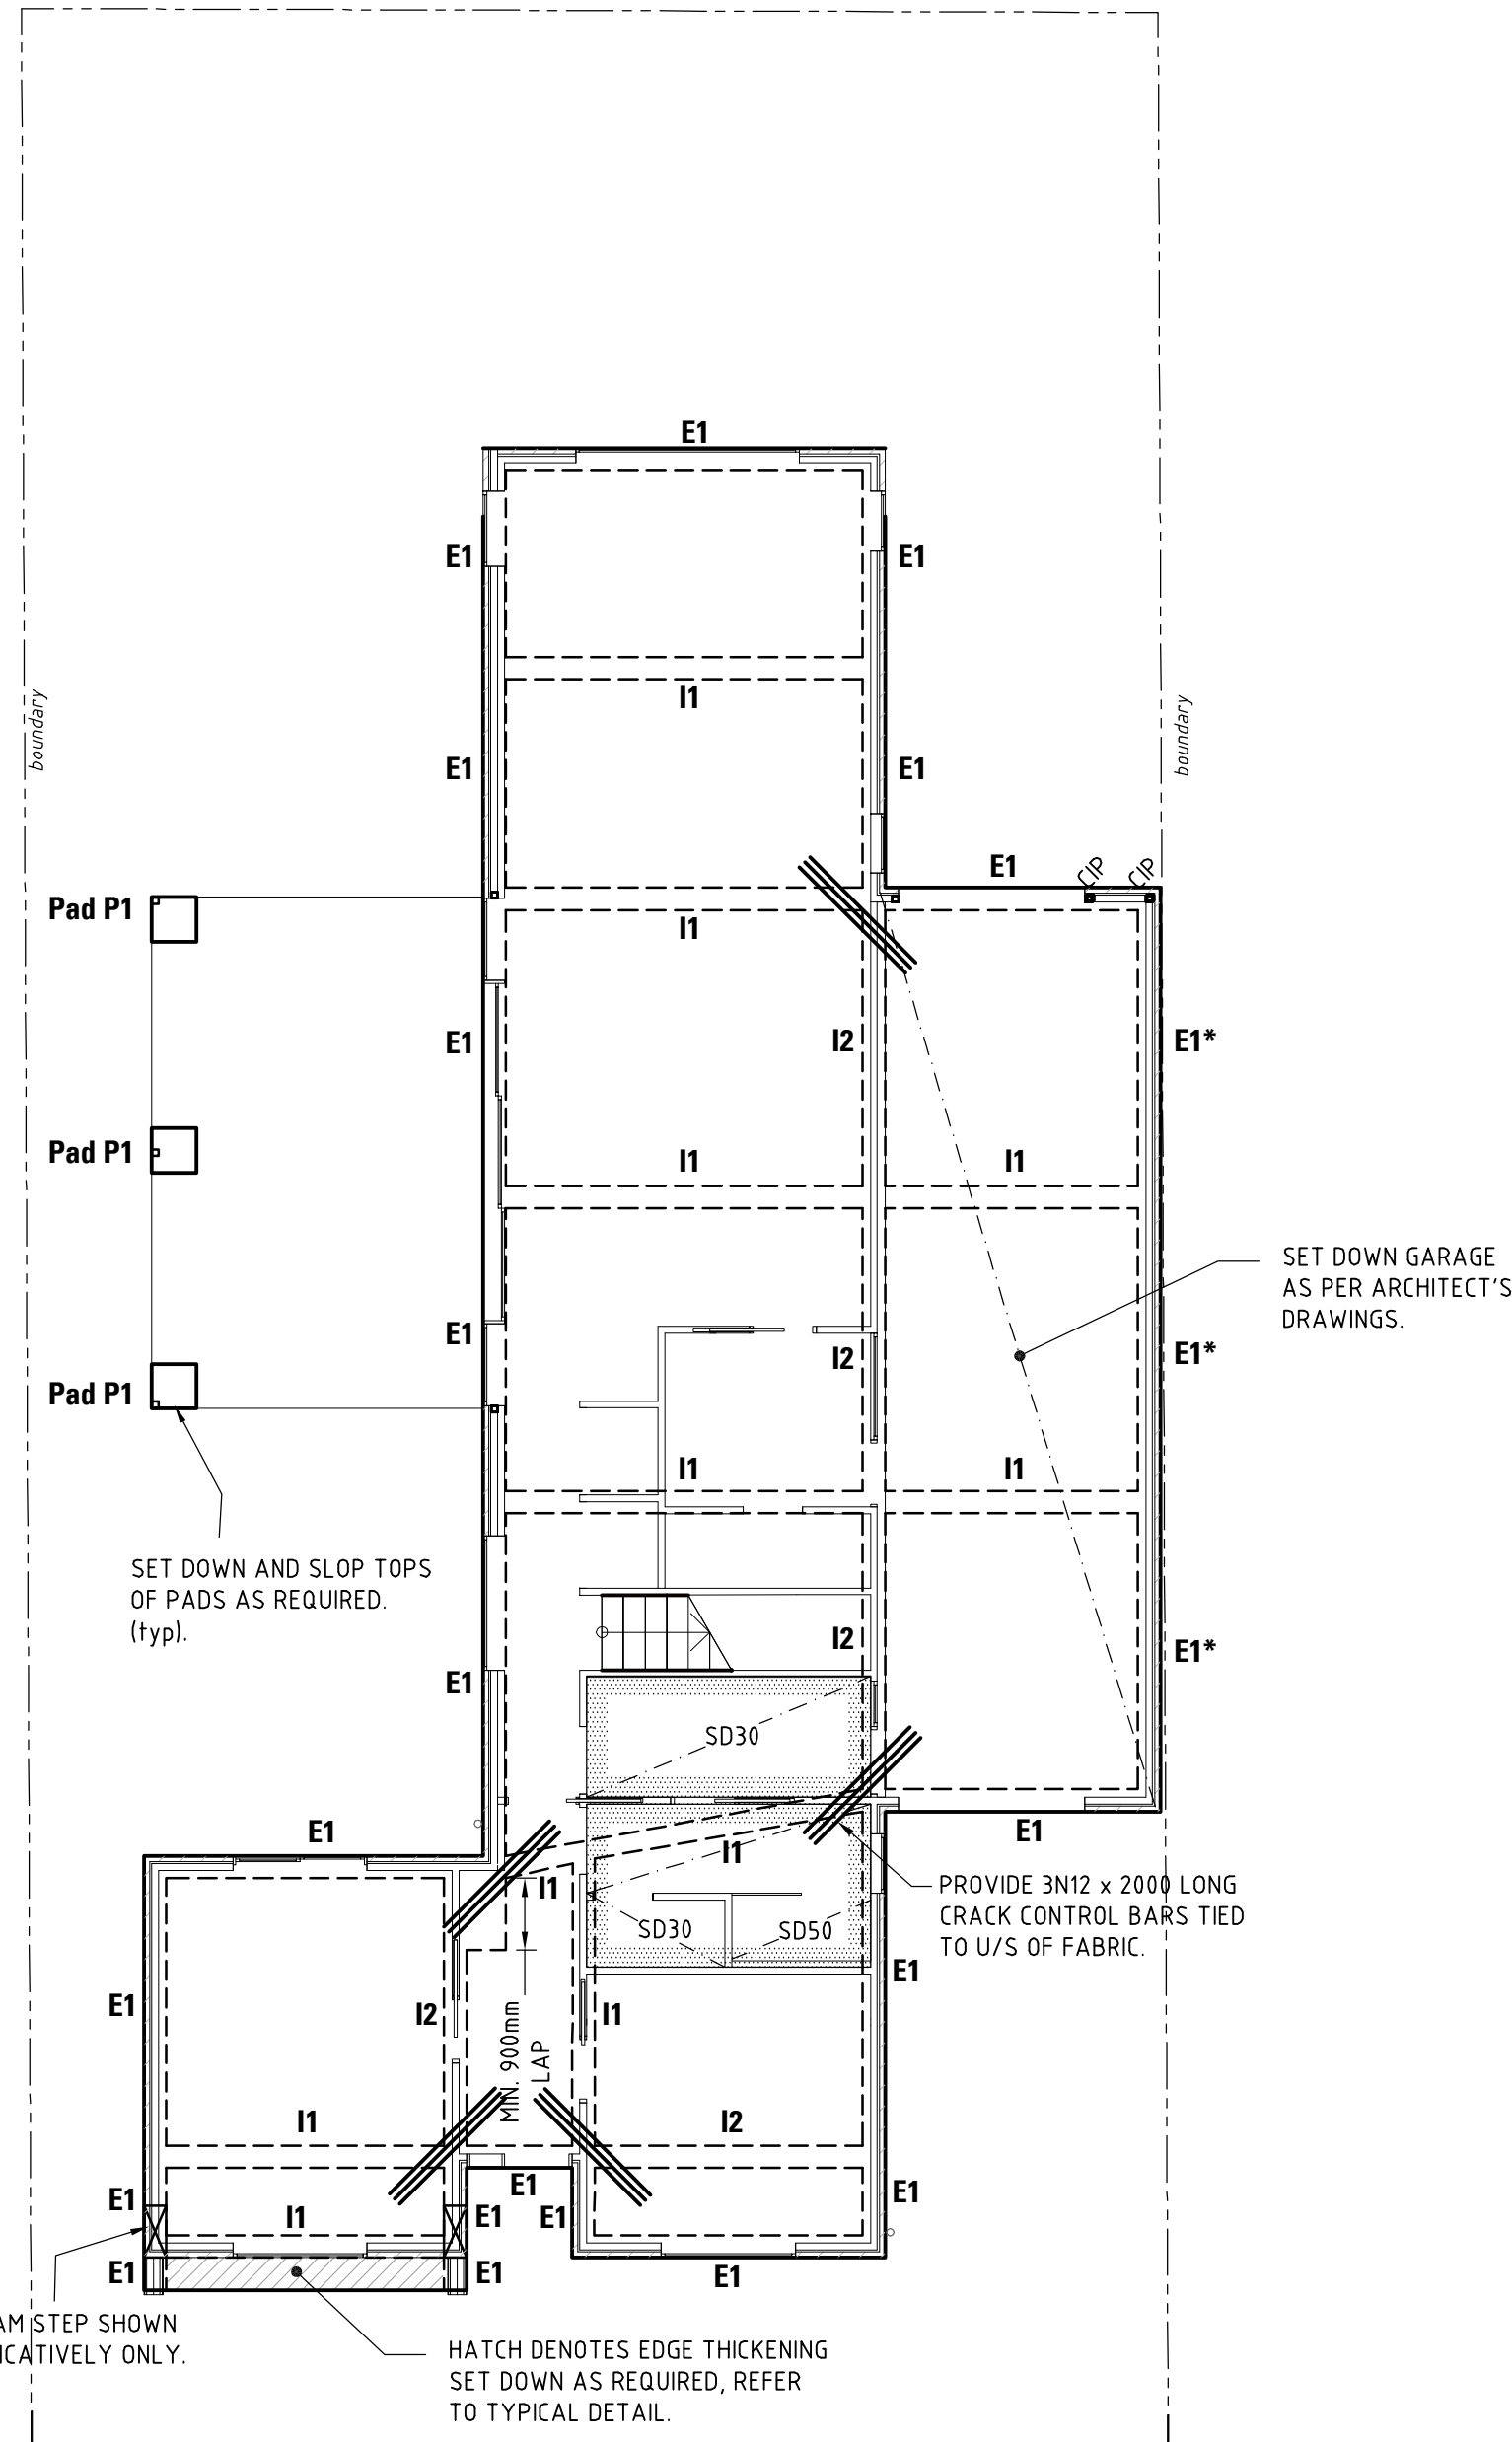 E1
E1
E1
I1
boundary
boundary
E1
E1
E1
CIP
CIP
Pad P1
I1
E1
I2
E1*
Pad P1
I1
I1
SET DOWN GARAGE
AS PER ARCHITECT'S
DRAWINGS.
E1
I2
E1*
Pad P1
I1
I1
SET DOWN AND SLOP TOPS
OF PADS AS REQUIRED.
(typ).
I2
E1*
E1
SD30
E1
E1
I1
I1
PROVIDE 3N12 x 2000 LONG
CRACK CONTROL BARS TIED
TO U/S OF FABRIC.
SD30
SD50
E1
E1
I2
I1
MIN. 900mm
LAP
I1
I2
E1
E1
E1
I1
E1
E1
E1
E1
E1
E1
AM STEP SHOWN
ICATIVELY ONLY.
HATCH DENOTES EDGE THICKENING
SET DOWN AS REQUIRED, REFER
TO TYPICAL DETAIL.